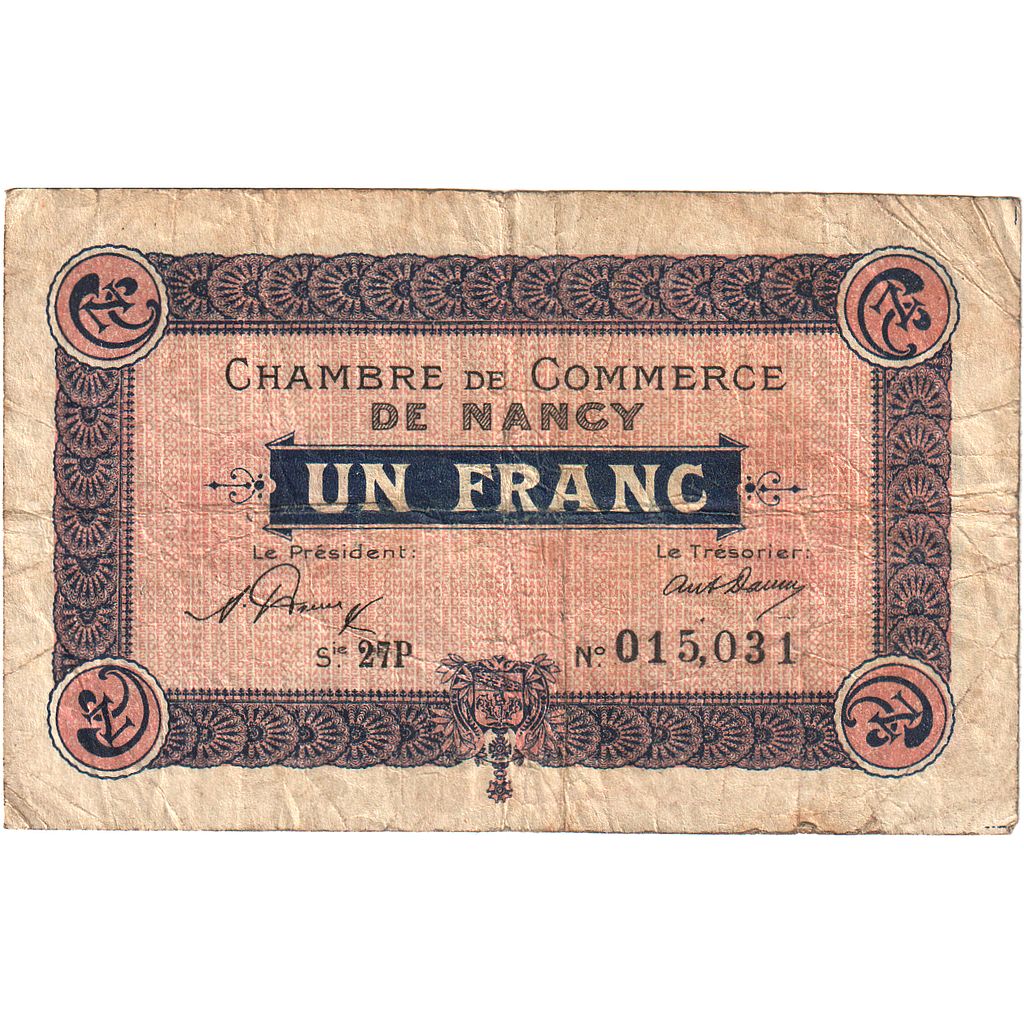 CHAMBRE DE COMMERCE
DE NANCY
UN FRANC
Le Président: Le Trésorier:
Sie. 27P No. 015,031